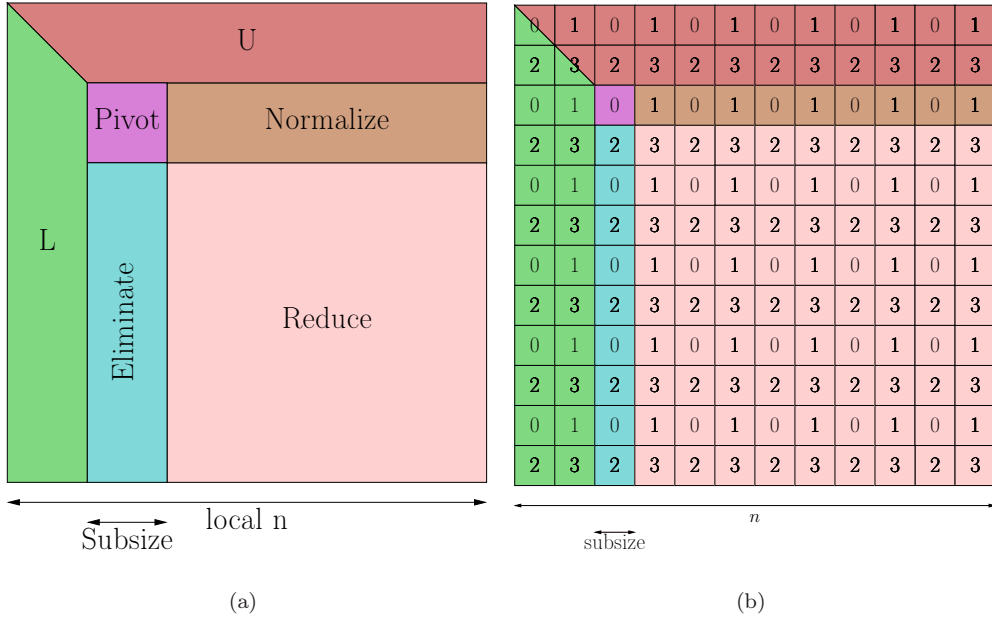 U
Pivot
Normalize
L
Eliminate
Reduce
local n
Subsize
(a)
0 1 0 1 0 1 0 1 0 1 0 1
2 3 2 3 2 3 2 3 2 3 2 3
0 1 0 1 0 1 0 1 0 1 0 1
2 3 2 3 2 3 2 3 2 3 2 3
0 1 0 1 0 1 0 1 0 1 0 1
2 3 2 3 2 3 2 3 2 3 2 3
0 1 0 1 0 1 0 1 0 1 0 1
2 3 2 3 2 3 2 3 2 3 2 3
0 1 0 1 0 1 0 1 0 1 0 1
2 3 2 3 2 3 2 3 2 3 2 3
0 1 0 1 0 1 0 1 0 1 0 1
2 3 2 3 2 3 2 3 2 3 2 3
n
subsize
(b)